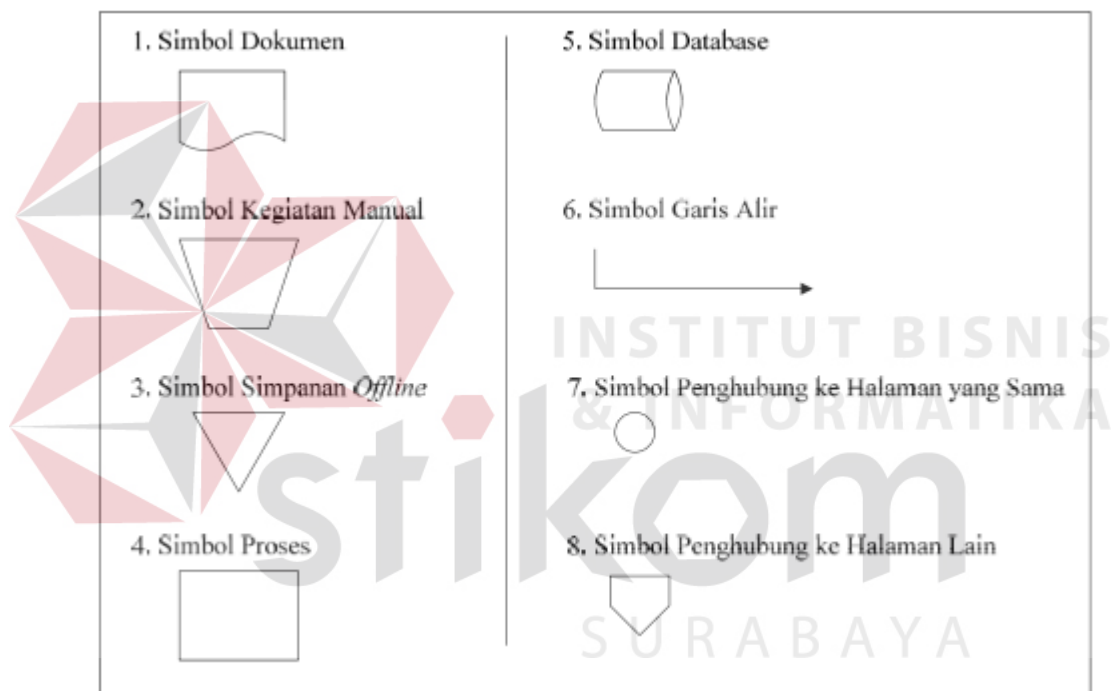 1. Simbol Dokumen
2. Simbol Kegiatan Manual
3. Simbol Simpanan Offline
4. Simbol Proses
5. Simbol Database
6. Simbol Garis Alir
7. Simbol Penghubung ke Halaman yang Sama
8. Simbol Penghubung ke Halaman Lain
INSTITUT BISNIS
& INFORMATIKA
stikom
SURABAYA